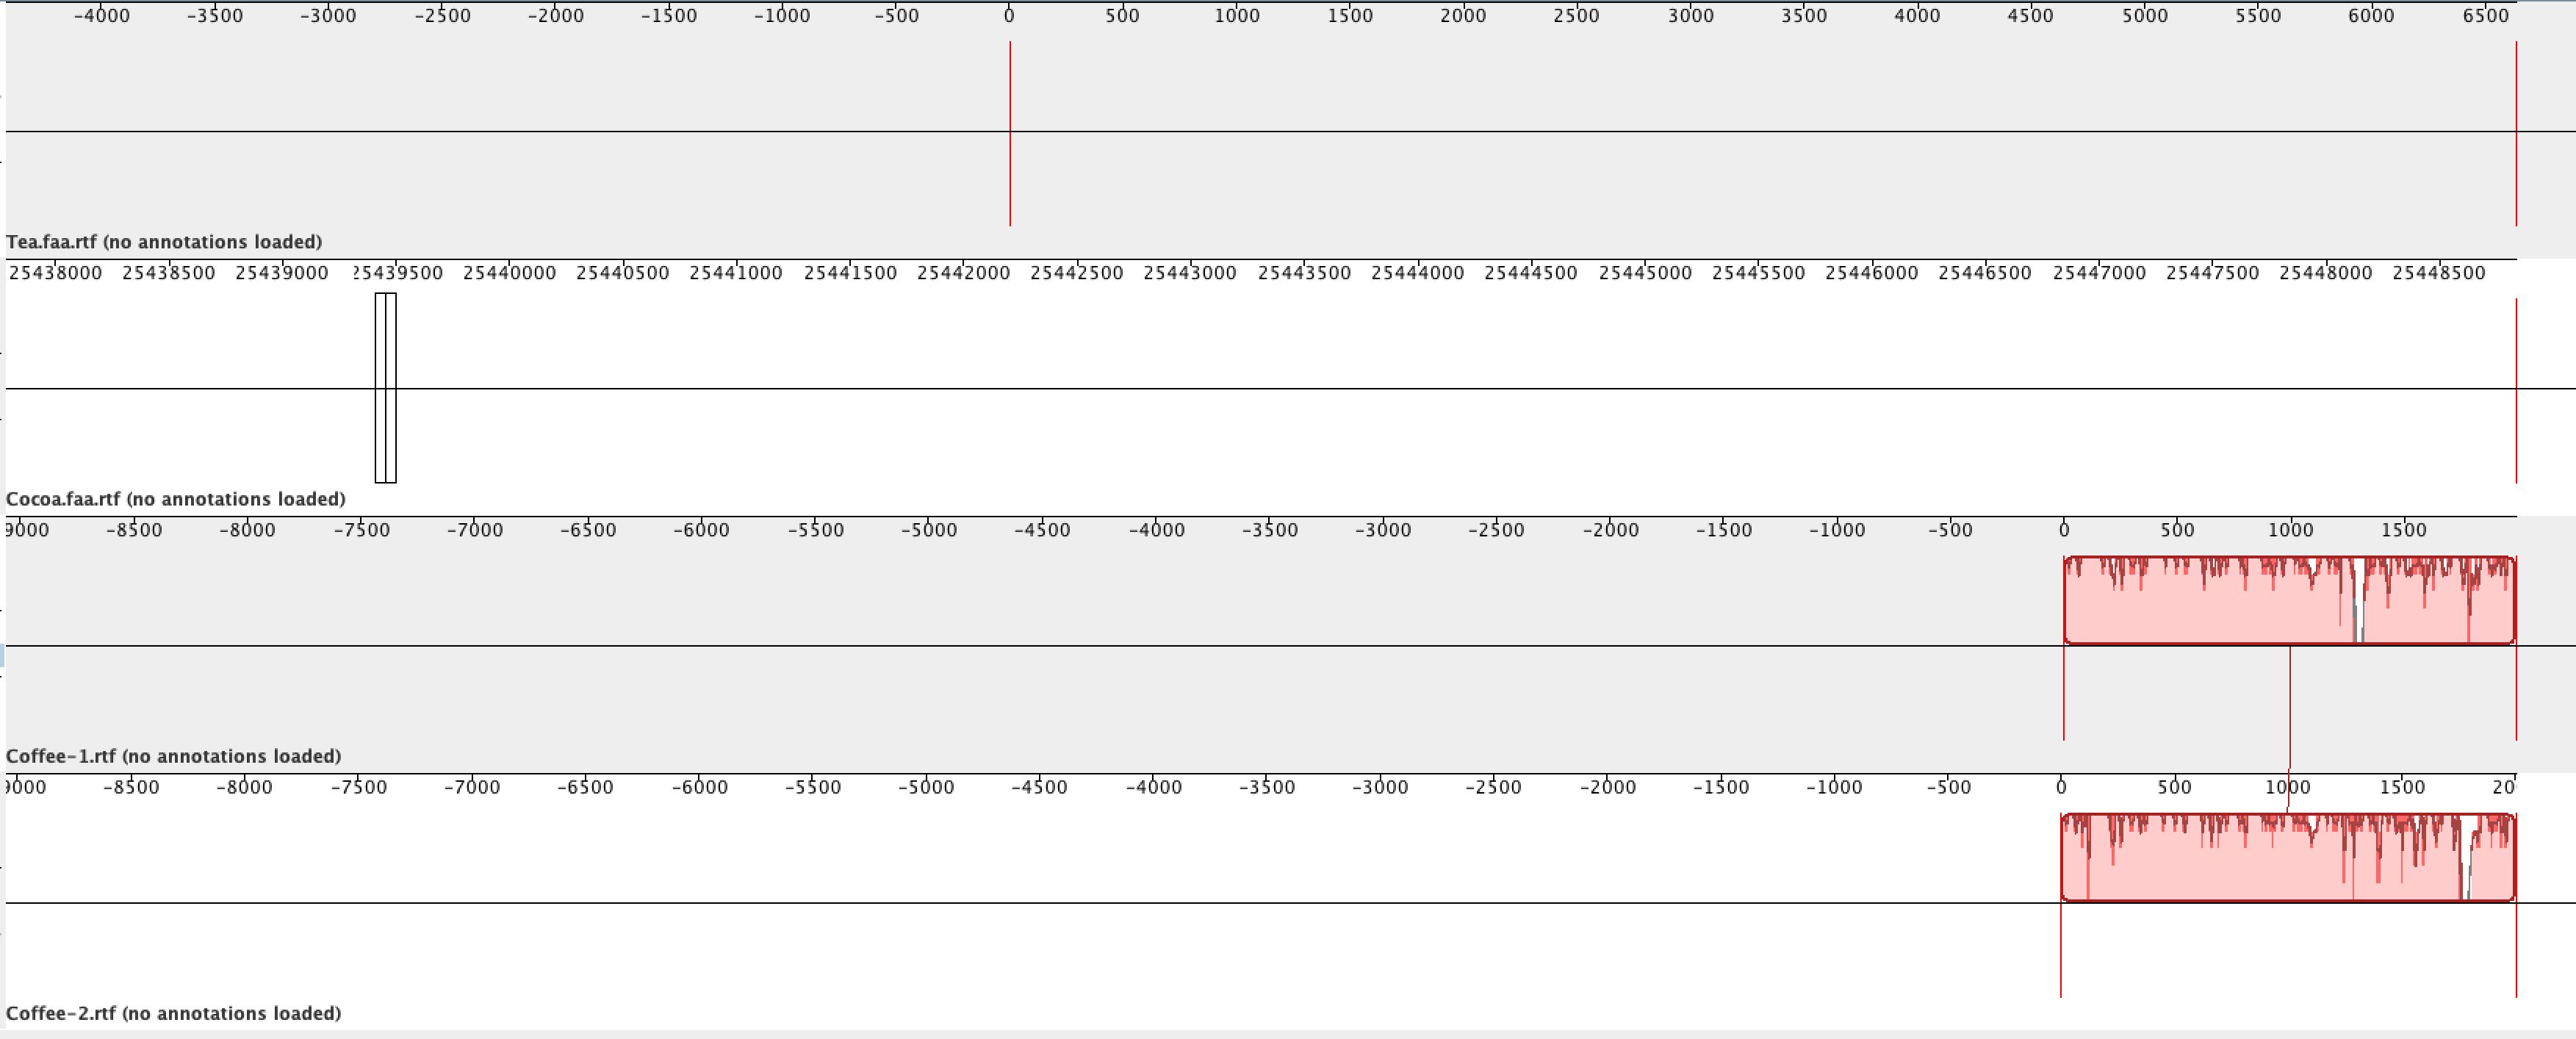 -4000 -3500 -3000 -2500 -2000 -1500 -1000 -500 0 500 1000 1500 2000 2500 3000 3500 4000 4500 5000 5500 6000 6500
Tea.faa.rtf (no annotations loaded)
25438000 25438500 25439000 25439500 25440000 25440500 25441000 25441500 25442000 25442500 25443000 25443500 25444000 25444500 25445000 25445500 25446000 25446500 25447000 25447500 25448000 25448500
Cocoa.faa.rtf (no annotations loaded)
9000 -8500 -8000 -7500 -7000 -6500 -6000 -5500 -5000 -4500 -4000 -3500 -3000 -2500 -2000 -1500 -1000 -500 0 500 1000 1500
Coffee-1.rtf (no annotations loaded)
9000 -8500 -8000 -7500 -7000 -6500 -6000 -5500 -5000 -4500 -4000 -3500 -3000 -2500 -2000 -1500 -1000 -500 0 500 1000 1500 20
Coffee-2.rtf (no annotations loaded)